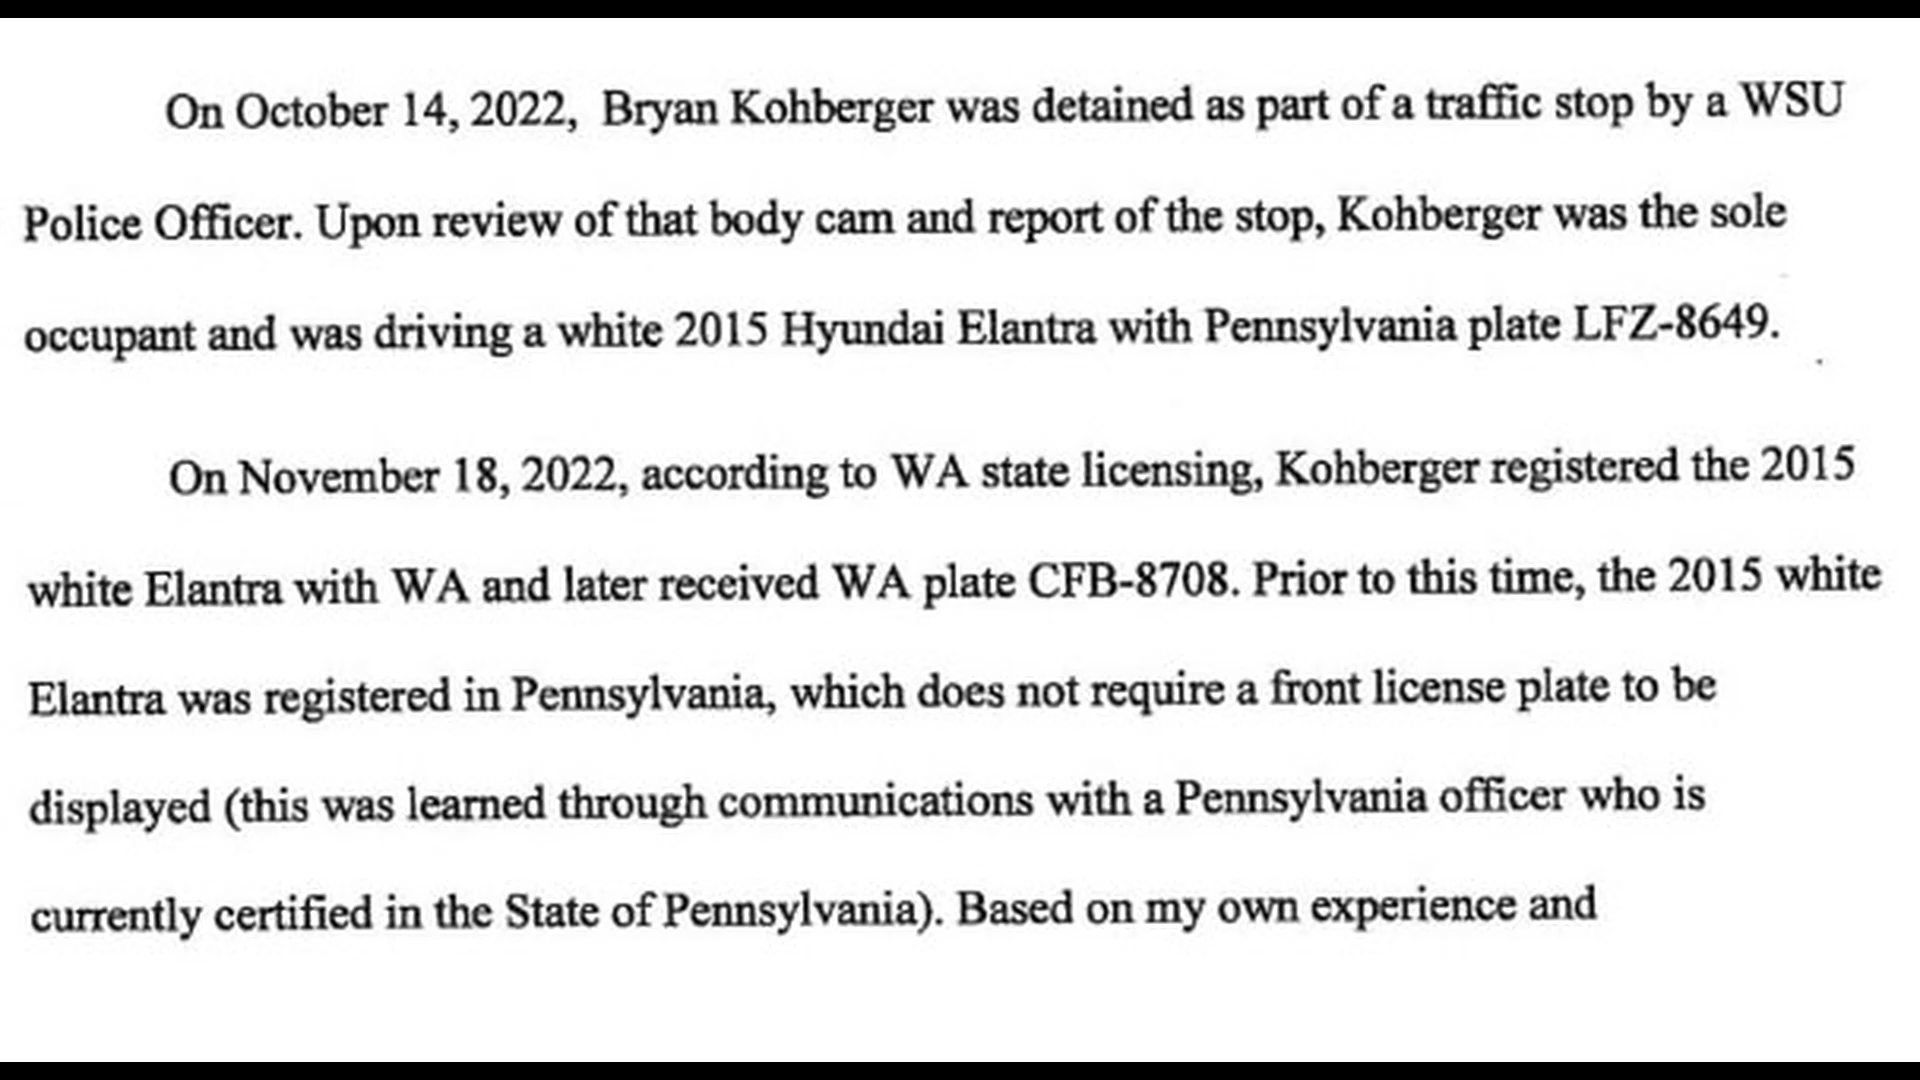 On October 14, 2022, Bryan Kohberger was detained as part of a traffic stop by a WSU
Police Officer. Upon review of that body cam and report of the stop, Kohberger was the sole
occupant and was driving a white 2015 Hyundai Elantra with Pennsylvania plate LFZ-8649.
On November 18, 2022, according to WA state licensing, Kohberger registered the 2015
white Elantra with WA and later received WA plate CFB-8708. Prior to this time, the 2015 white
Elantra was registered in Pennsylvania, which does not require a front license plate to be
displayed (this was learned through communications with a Pennsylvania officer who is
currently certified in the State of Pennsylvania). Based on my own experience and